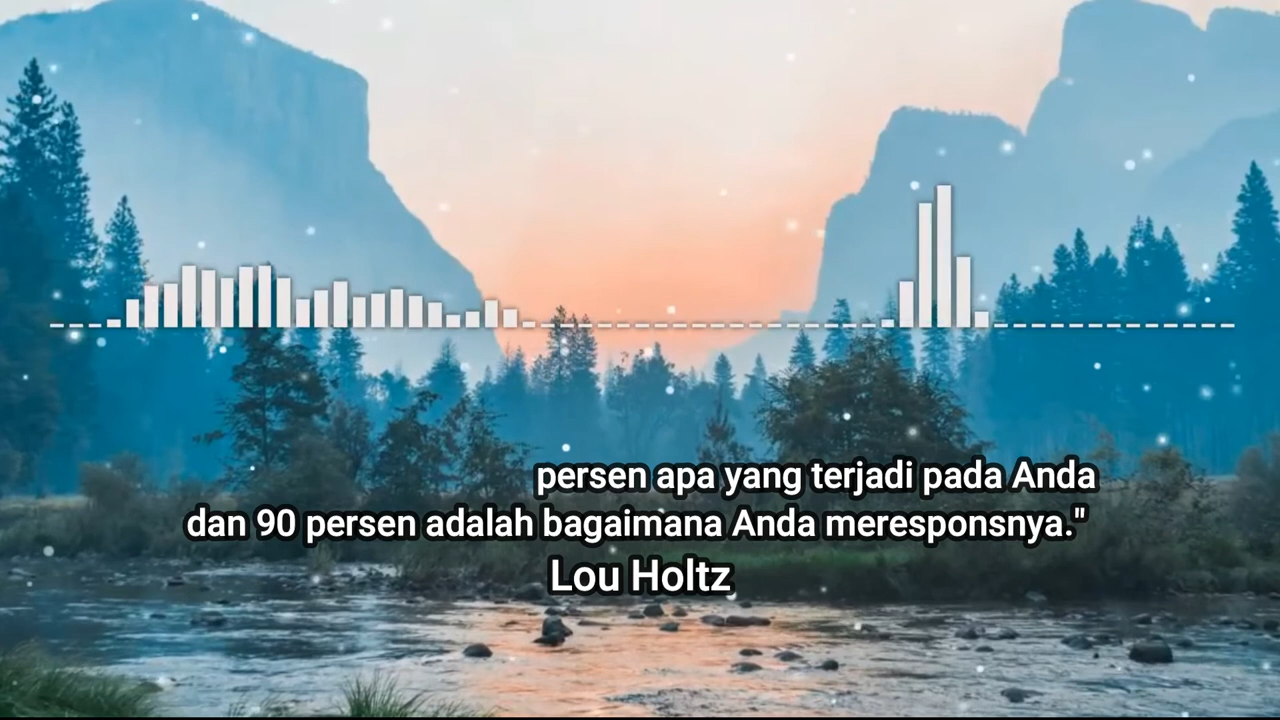 persen apa yang terjadi pada Anda
dan 90 persen adalah bagaimana Anda meresponsnya."
Lou Holtz